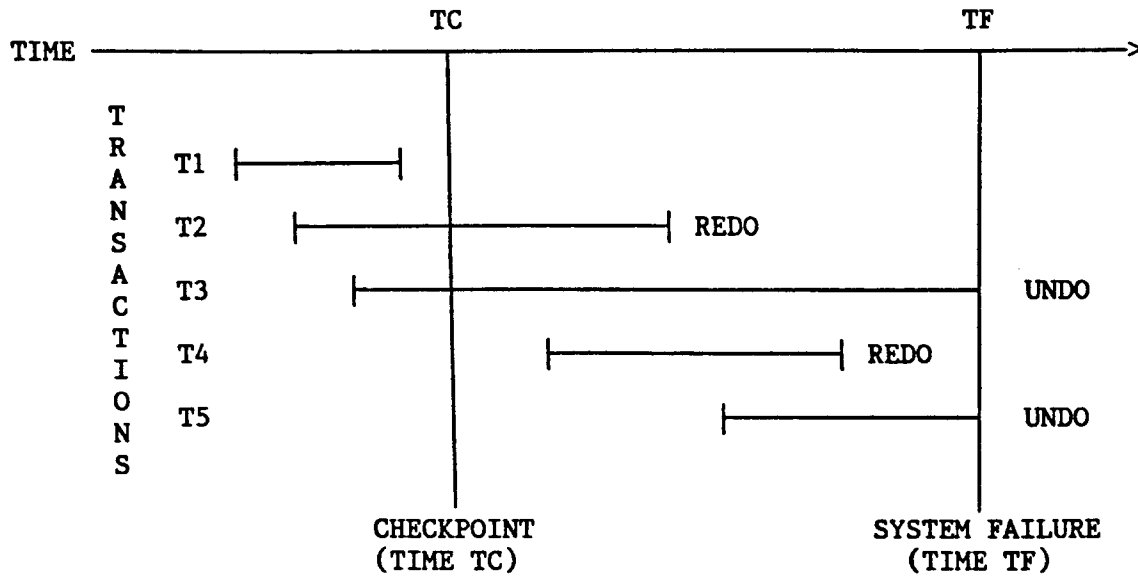 TC TF
TIME
TRANSACTIONS
T1
T2 REDO
T3 UNDO
T4 REDO
T5 UNDO
CHECKPOINT SYSTEM FAILURE
(TIME TC) (TIME TF)